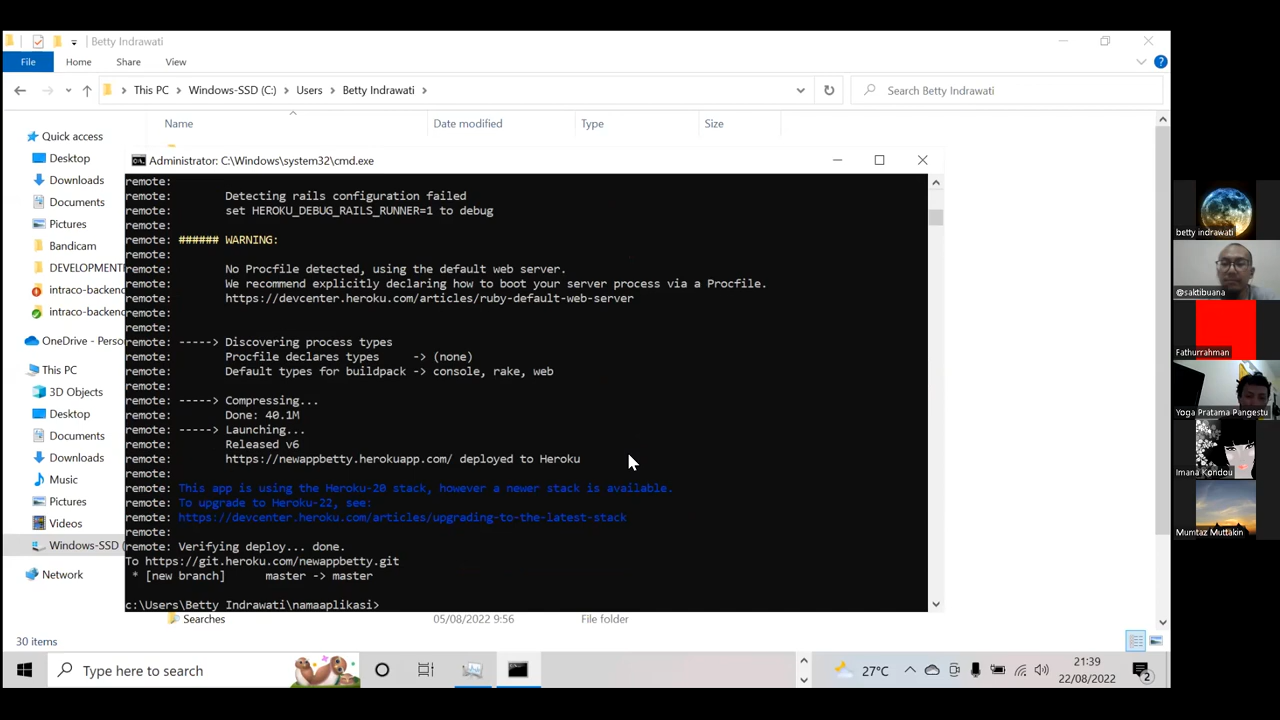 Betty Indrawati
File
Home
Share
View
This PC
Windows-SSD (C:)
Users
Betty Indrawati
Search Betty Indrawati
Name
Date modified
Type
Size
Quick access
Desktop
Downloads
Documents
Pictures
Bandicam
DEVELOPMENT
intraco-backend
intraco-backend
OneDrive - Perso
This PC
3D Objects
Desktop
Documents
Downloads
Music
Pictures
Videos
Windows-SSD (
Network
Administrator: C:\Windows\system32\cmd.exe
remote:
remote:        Detecting rails configuration failed
remote:        set HEROKU_DEBUG_RAILS_RUNNER=1 to debug
remote:
remote: ###### WARNING:
remote:
remote:        No Procfile detected, using the default web server.
remote:        We recommend explicitly declaring how to boot your server process via a Procfile.
remote:        https://devcenter.heroku.com/articles/ruby-default-web-server
remote:
remote:
remote: -----> Discovering process types
remote:        Procfile declares types     -> (none)
remote:        Default types for buildpack -> console, rake, web
remote:
remote: -----> Compressing...
remote:        Done: 40.1M
remote: -----> Launching...
remote:        Released v6
remote:        https://newappbetty.herokuapp.com/ deployed to Heroku
remote:
remote: This app is using the Heroku-20 stack, however a newer stack is available.
remote: To upgrade to Heroku-22, see:
remote: https://devcenter.heroku.com/articles/upgrading-to-the-latest-stack
remote:
remote: Verifying deploy... done.
To https://git.heroku.com/newappbetty.git
 * [new branch]      master -> master
c:\Users\Betty Indrawati\namaaplikasi>
Searches
05/08/2022 9:56
File folder
30 items
Type here to search
27°C
21:39
22/08/2022
2
betty indrawati
@saktibuana
Fathurrahman
Yoga Pratama Pangestu
Imana Kondou
Mumtaz Muttakin